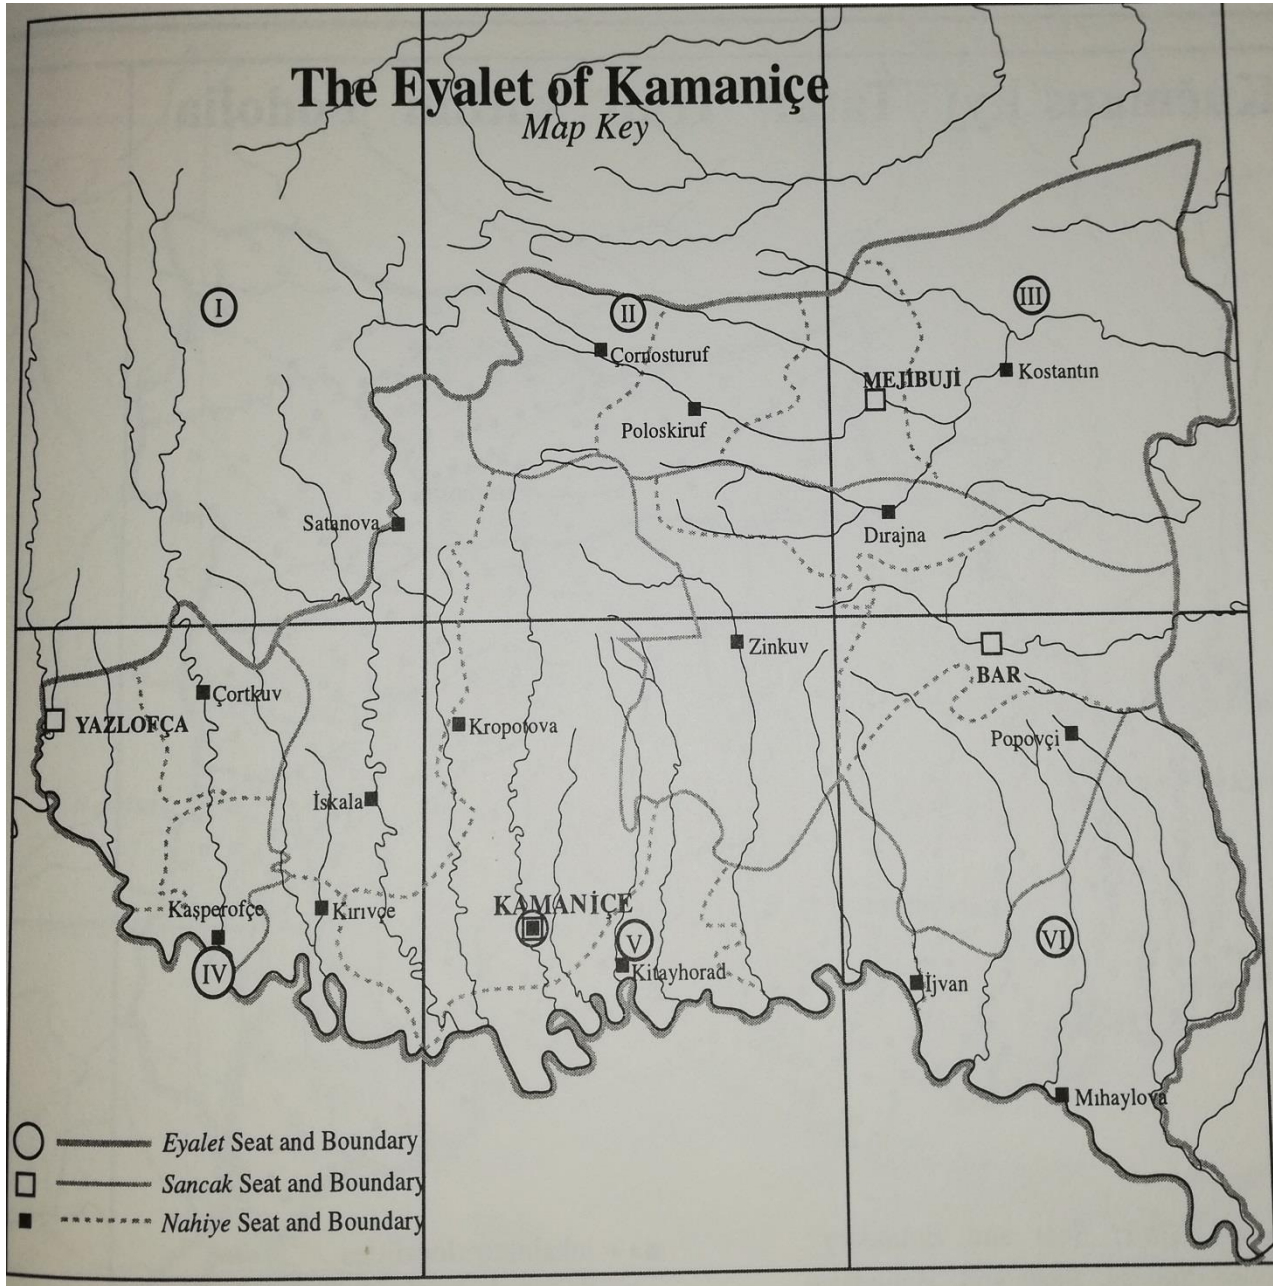 The Eyalet of Kamaniçe
Map Key
I
II
III
Çornosturuf
MEJİBUJİ
Kostantın
Poloskiruf
Satanova
Dırajna
Zinkuv
BAR
Çortkuv
YAZLOFÇA
Kropotova
Popovçi
İskala
Kaşperofçe
Kırıvçe
KAMANİÇE
IV
V
VI
Kitayhorad
İjvan
Mıhaylova
Eyalet Seat and Boundary
Sancak Seat and Boundary
Nahiye Seat and Boundary